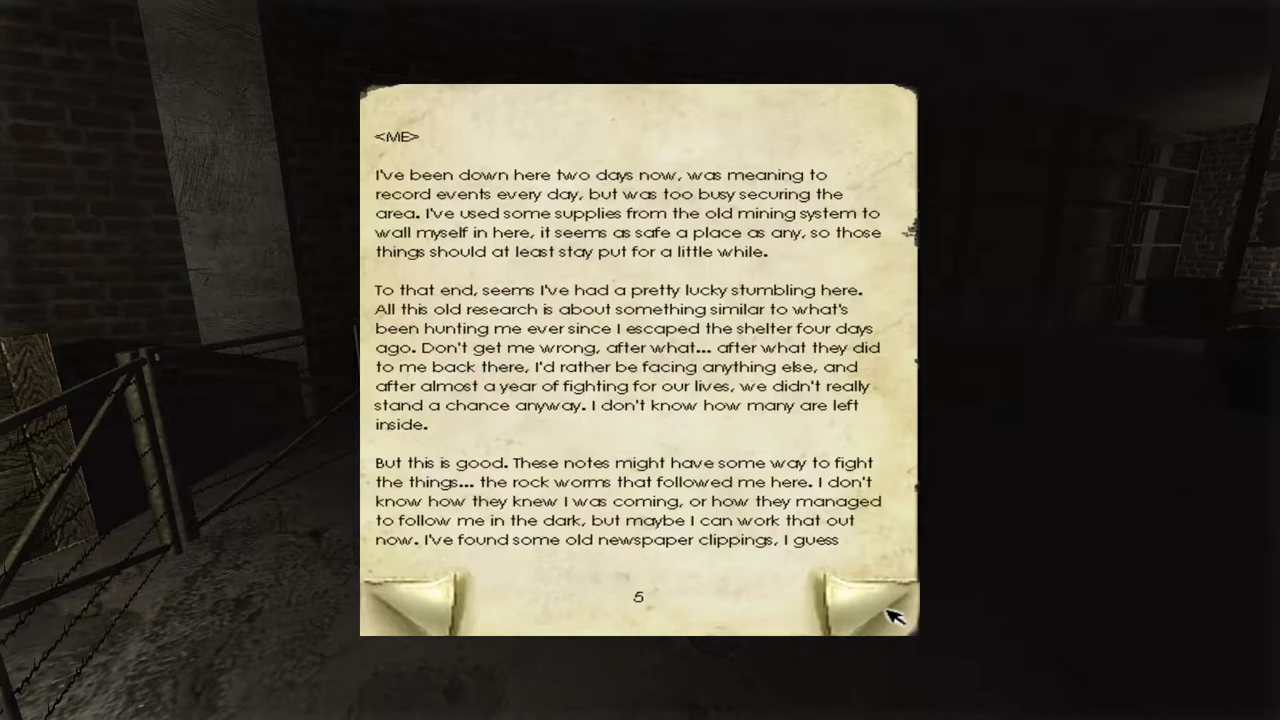 <ME>
I've been down here two days now, was meaning to
record events every day, but was too busy securing the
area. I've used some supplies from the old mining system to
wall myself in here, it seems as safe a place as any, so those
things should at least stay put for a little while.
To that end, seems I've had a pretty lucky stumbling here.
All this old research is about something similar to what's
been hunting me ever since I escaped the shelter four days
ago. Don't get me wrong, after what... after what they did
to me back there, I'd rather be facing anything else, and
after almost a year of fighting for our lives, we didn't really
stand a chance anyway. I don't know how many are left
inside.
But this is good. These notes might have some way to fight
the things... the rock worms that followed me here. I don't
know how they knew I was coming, or how they managed
to follow me in the dark, but maybe I can work that out
now. I've found some old newspaper clippings, I guess
5